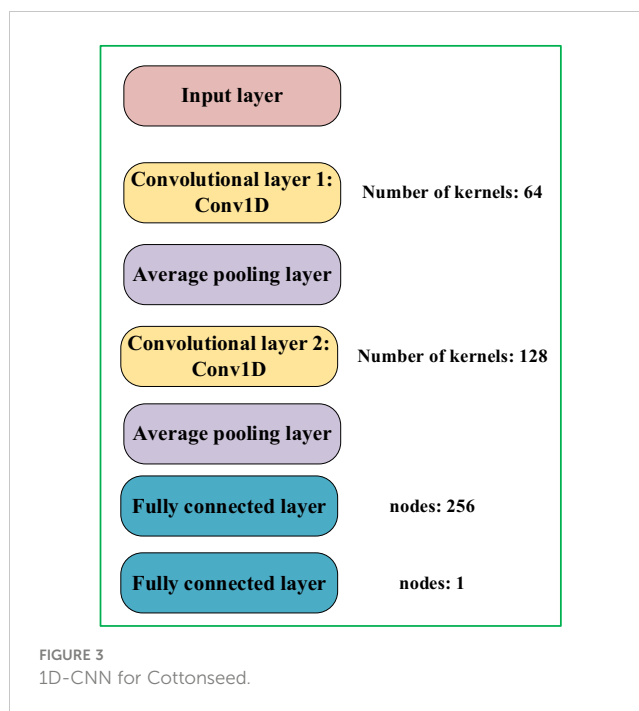 Input layer
Convolutional layer 1:
Conv1D
Number of kernels: 64
Average pooling layer
Convolutional layer 2:
Conv1D
Number of kernels: 128
Average pooling layer
Fully connected layer
nodes: 256
Fully connected layer
nodes: 1
FIGURE 3
1D-CNN for Cottonseed.